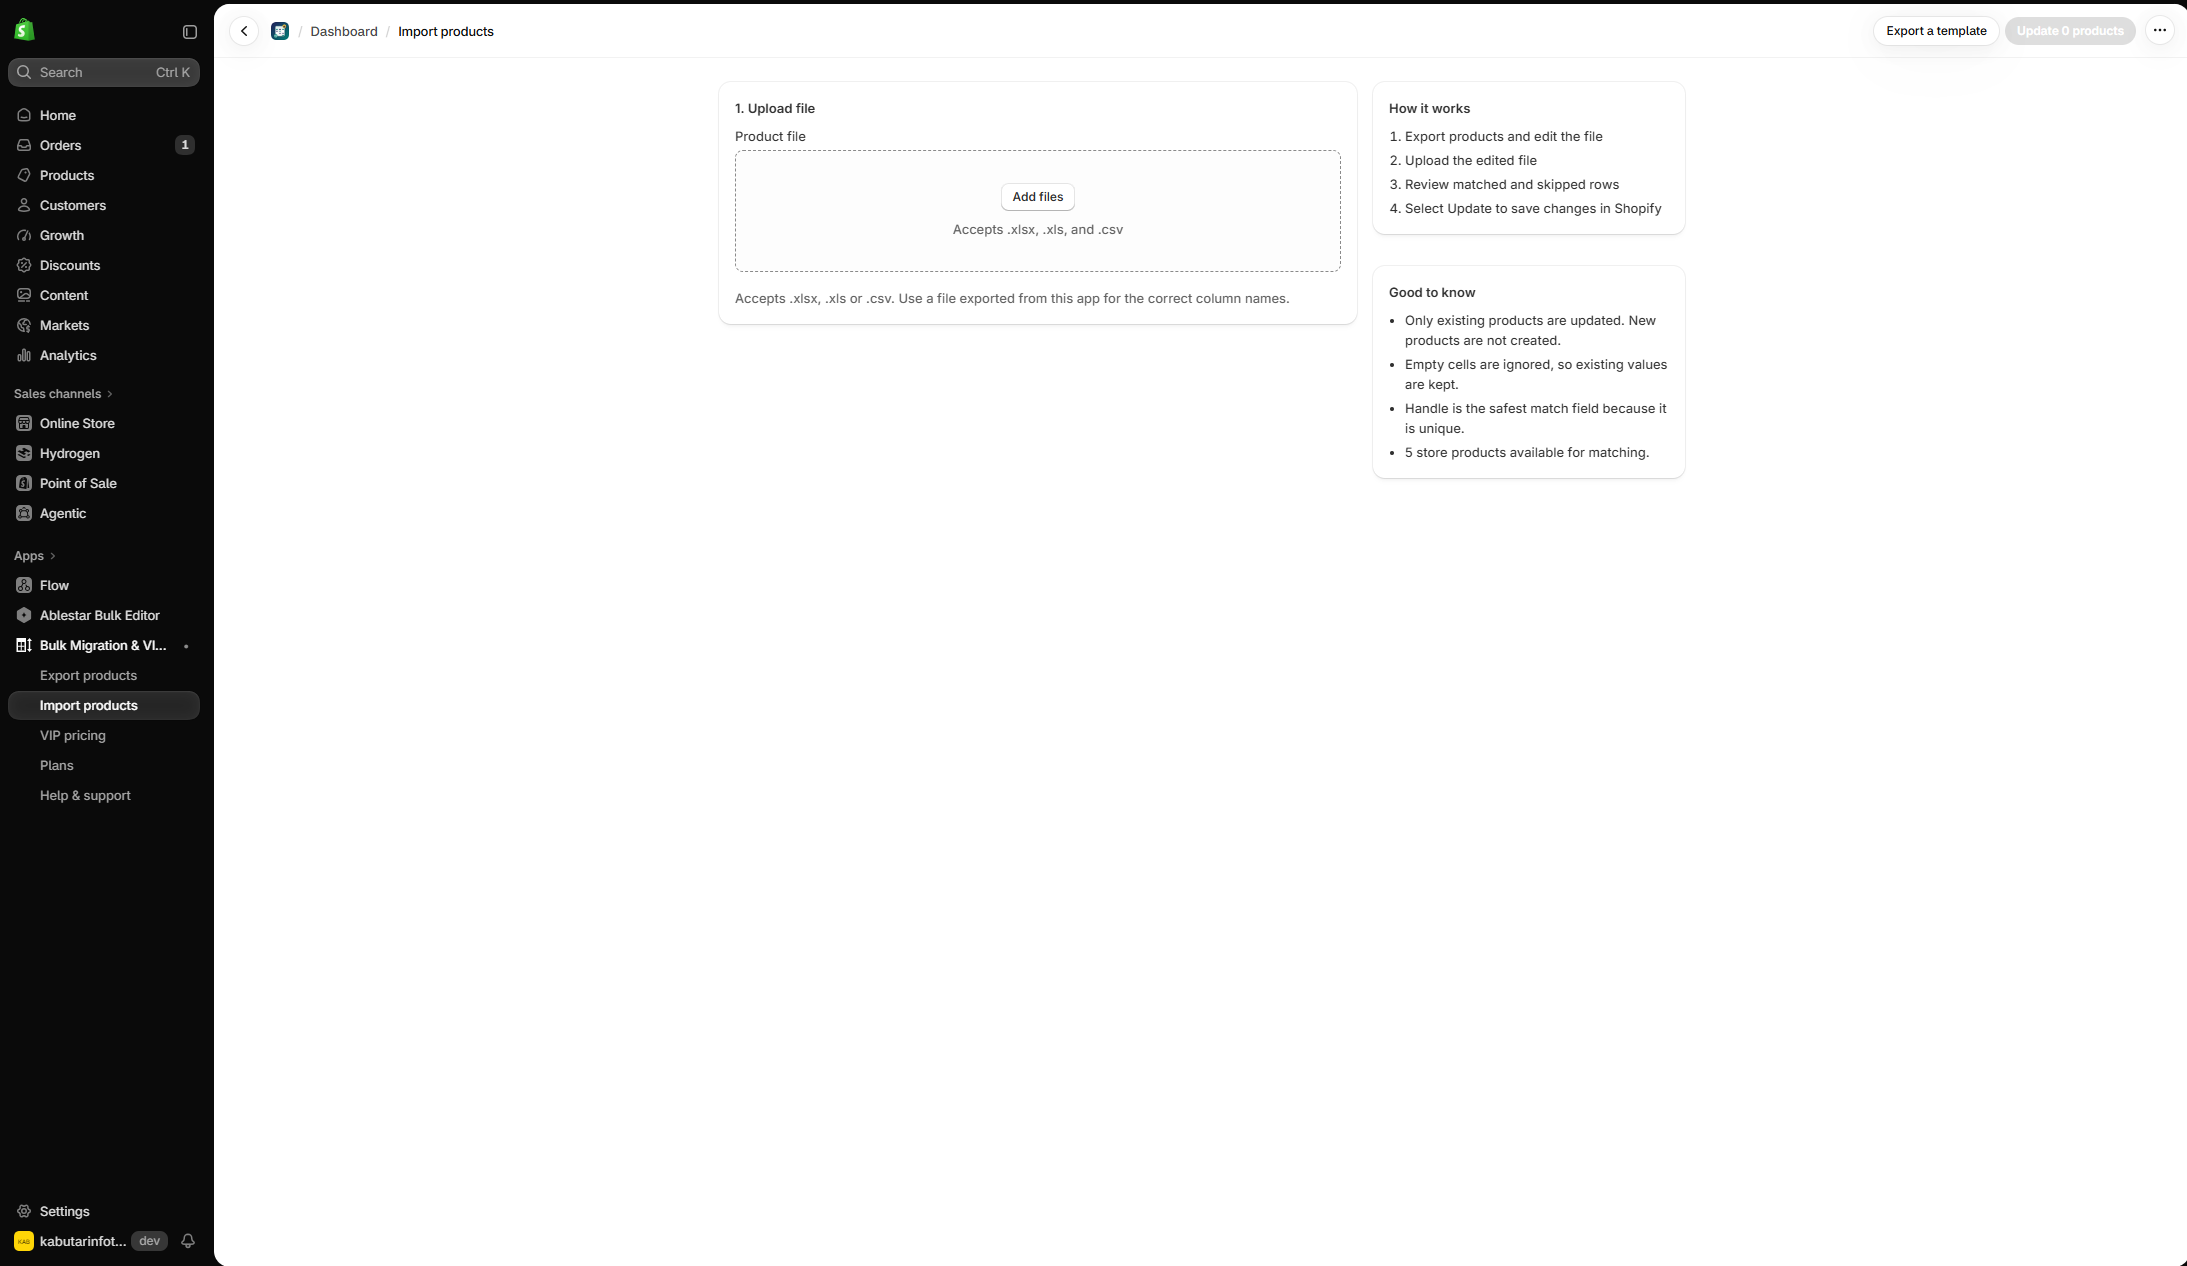 Search
Ctrl K
Home
Orders
1
Products
Customers
Growth
Discounts
Content
Markets
Analytics
Sales channels
Online Store
Hydrogen
Point of Sale
Agentic
Apps
Flow
Ablestar Bulk Editor
Bulk Migration & VI...
Export products
Import products
VIP pricing
Plans
Help & support
Settings
KAB
kabutarinfot...
dev
/ Dashboard / Import products
Export a template
Update 0 products
1. Upload file
Product file
Add files
Accepts .xlsx, .xls, and .csv
Accepts .xlsx, .xls or .csv. Use a file exported from this app for the correct column names.
How it works
1. Export products and edit the file
2. Upload the edited file
3. Review matched and skipped rows
4. Select Update to save changes in Shopify
Good to know
• Only existing products are updated. New
products are not created.
• Empty cells are ignored, so existing values
are kept.
• Handle is the safest match field because it
is unique.
• 5 store products available for matching.